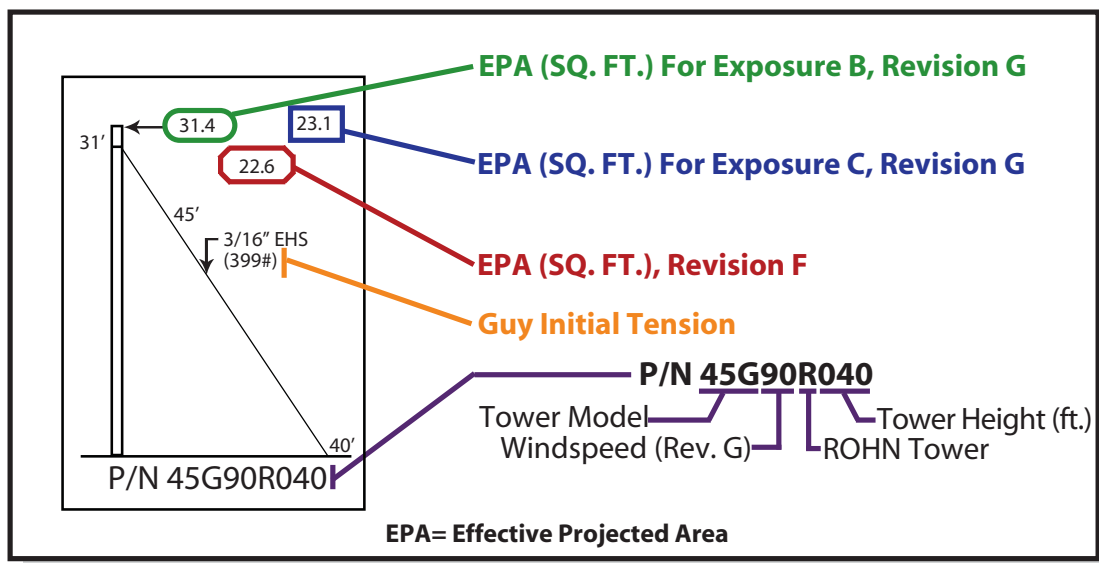 EPA (SQ. FT.) For Exposure B, Revision G
31.4
23.1
31’
22.6
EPA (SQ. FT.) For Exposure C, Revision G
45’
3/16” EHS
(399#)
EPA (SQ. FT.), Revision F
Guy Initial Tension
P/N 45G90R040
Tower Model
Tower Height (ft.)
Windspeed (Rev. G)
ROHN Tower
40’
P/N 45G90R040
EPA= Effective Projected Area